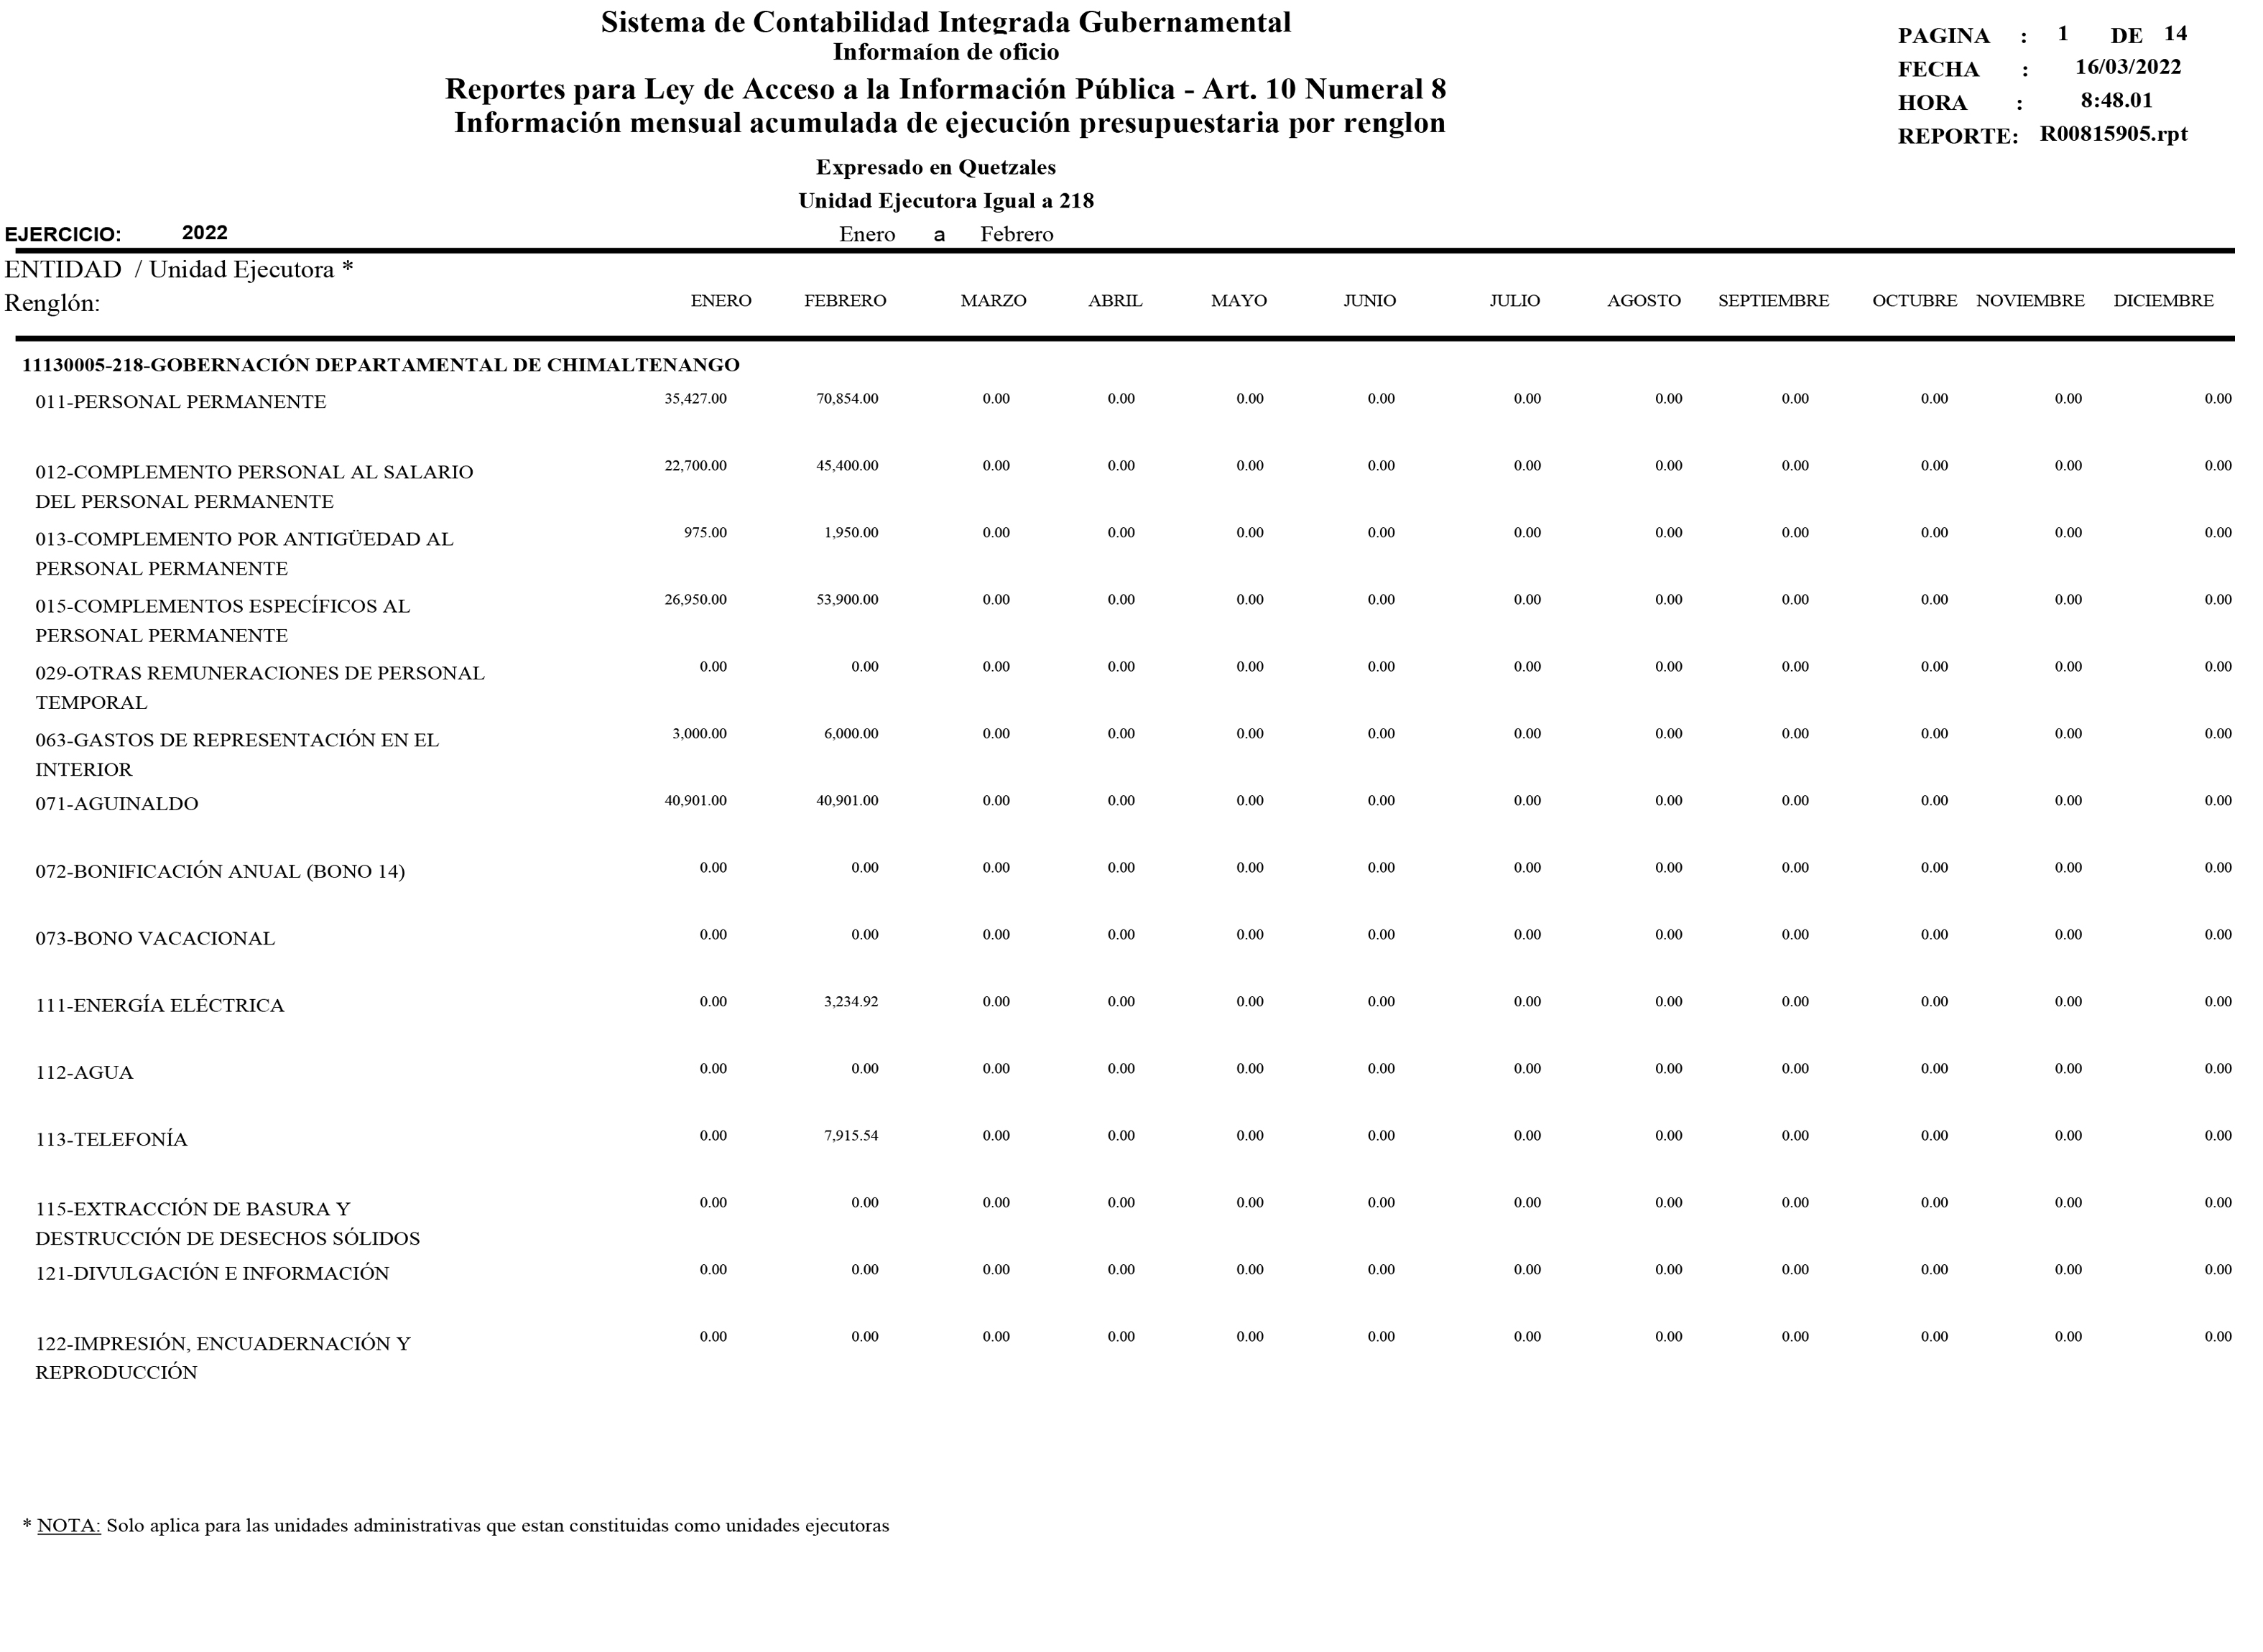 Sistema de Contabilidad Integrada Gubernamental
Informaíon de oficio
Reportes para Ley de Acceso a la Información Pública - Art. 10 Numeral 8
Información mensual acumulada de ejecución presupuestaria por renglon
Expresado en Quetzales
Unidad Ejecutora Igual a 218
PAGINA : 1 DE 14
FECHA : 16/03/2022
HORA : 8:48.01
REPORTE: R00815905.rpt
EJERCICIO: 2022 Enero a Febrero
ENTIDAD / Unidad Ejecutora *
Renglón: ENERO FEBRERO MARZO ABRIL MAYO JUNIO JULIO AGOSTO SEPTIEMBRE OCTUBRE NOVIEMBRE DICIEMBRE
11130005-218-GOBERNACIÓN DEPARTAMENTAL DE CHIMALTENANGO
011-PERSONAL PERMANENTE 35,427.00 70,854.00 0.00 0.00 0.00 0.00 0.00 0.00 0.00 0.00 0.00 0.00
012-COMPLEMENTO PERSONAL AL SALARIO 22,700.00 45,400.00 0.00 0.00 0.00 0.00 0.00 0.00 0.00 0.00 0.00 0.00
DEL PERSONAL PERMANENTE
013-COMPLEMENTO POR ANTIGÜEDAD AL 975.00 1,950.00 0.00 0.00 0.00 0.00 0.00 0.00 0.00 0.00 0.00 0.00
PERSONAL PERMANENTE
015-COMPLEMENTOS ESPECÍFICOS AL 26,950.00 53,900.00 0.00 0.00 0.00 0.00 0.00 0.00 0.00 0.00 0.00 0.00
PERSONAL PERMANENTE
029-OTRAS REMUNERACIONES DE PERSONAL 0.00 0.00 0.00 0.00 0.00 0.00 0.00 0.00 0.00 0.00 0.00 0.00
TEMPORAL
063-GASTOS DE REPRESENTACIÓN EN EL 3,000.00 6,000.00 0.00 0.00 0.00 0.00 0.00 0.00 0.00 0.00 0.00 0.00
INTERIOR
071-AGUINALDO 40,901.00 40,901.00 0.00 0.00 0.00 0.00 0.00 0.00 0.00 0.00 0.00 0.00
072-BONIFICACIÓN ANUAL (BONO 14) 0.00 0.00 0.00 0.00 0.00 0.00 0.00 0.00 0.00 0.00 0.00 0.00
073-BONO VACACIONAL 0.00 0.00 0.00 0.00 0.00 0.00 0.00 0.00 0.00 0.00 0.00 0.00
111-ENERGÍA ELÉCTRICA 0.00 3,234.92 0.00 0.00 0.00 0.00 0.00 0.00 0.00 0.00 0.00 0.00
112-AGUA 0.00 0.00 0.00 0.00 0.00 0.00 0.00 0.00 0.00 0.00 0.00 0.00
113-TELEFONÍA 0.00 7,915.54 0.00 0.00 0.00 0.00 0.00 0.00 0.00 0.00 0.00 0.00
115-EXTRACCIÓN DE BASURA Y 0.00 0.00 0.00 0.00 0.00 0.00 0.00 0.00 0.00 0.00 0.00 0.00
DESTRUCCIÓN DE DESECHOS SÓLIDOS
121-DIVULGACIÓN E INFORMACIÓN 0.00 0.00 0.00 0.00 0.00 0.00 0.00 0.00 0.00 0.00 0.00 0.00
122-IMPRESIÓN, ENCUADERNACIÓN Y 0.00 0.00 0.00 0.00 0.00 0.00 0.00 0.00 0.00 0.00 0.00 0.00
REPRODUCCIÓN
* NOTA: Solo aplica para las unidades administrativas que estan constituidas como unidades ejecutoras